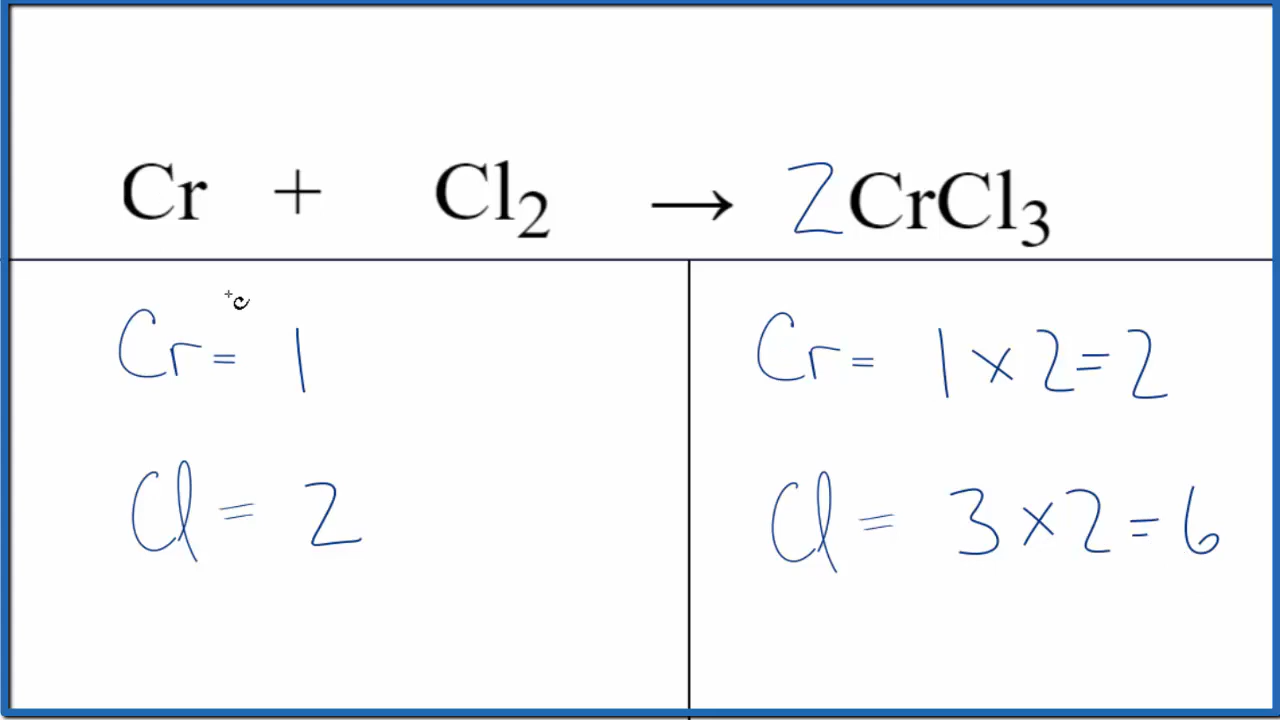 Cr + Cl₂ → 2CrCl₃
Cr = 1
Cl = 2
Cr = 1 × 2 = 2
Cl = 3 × 2 = 6